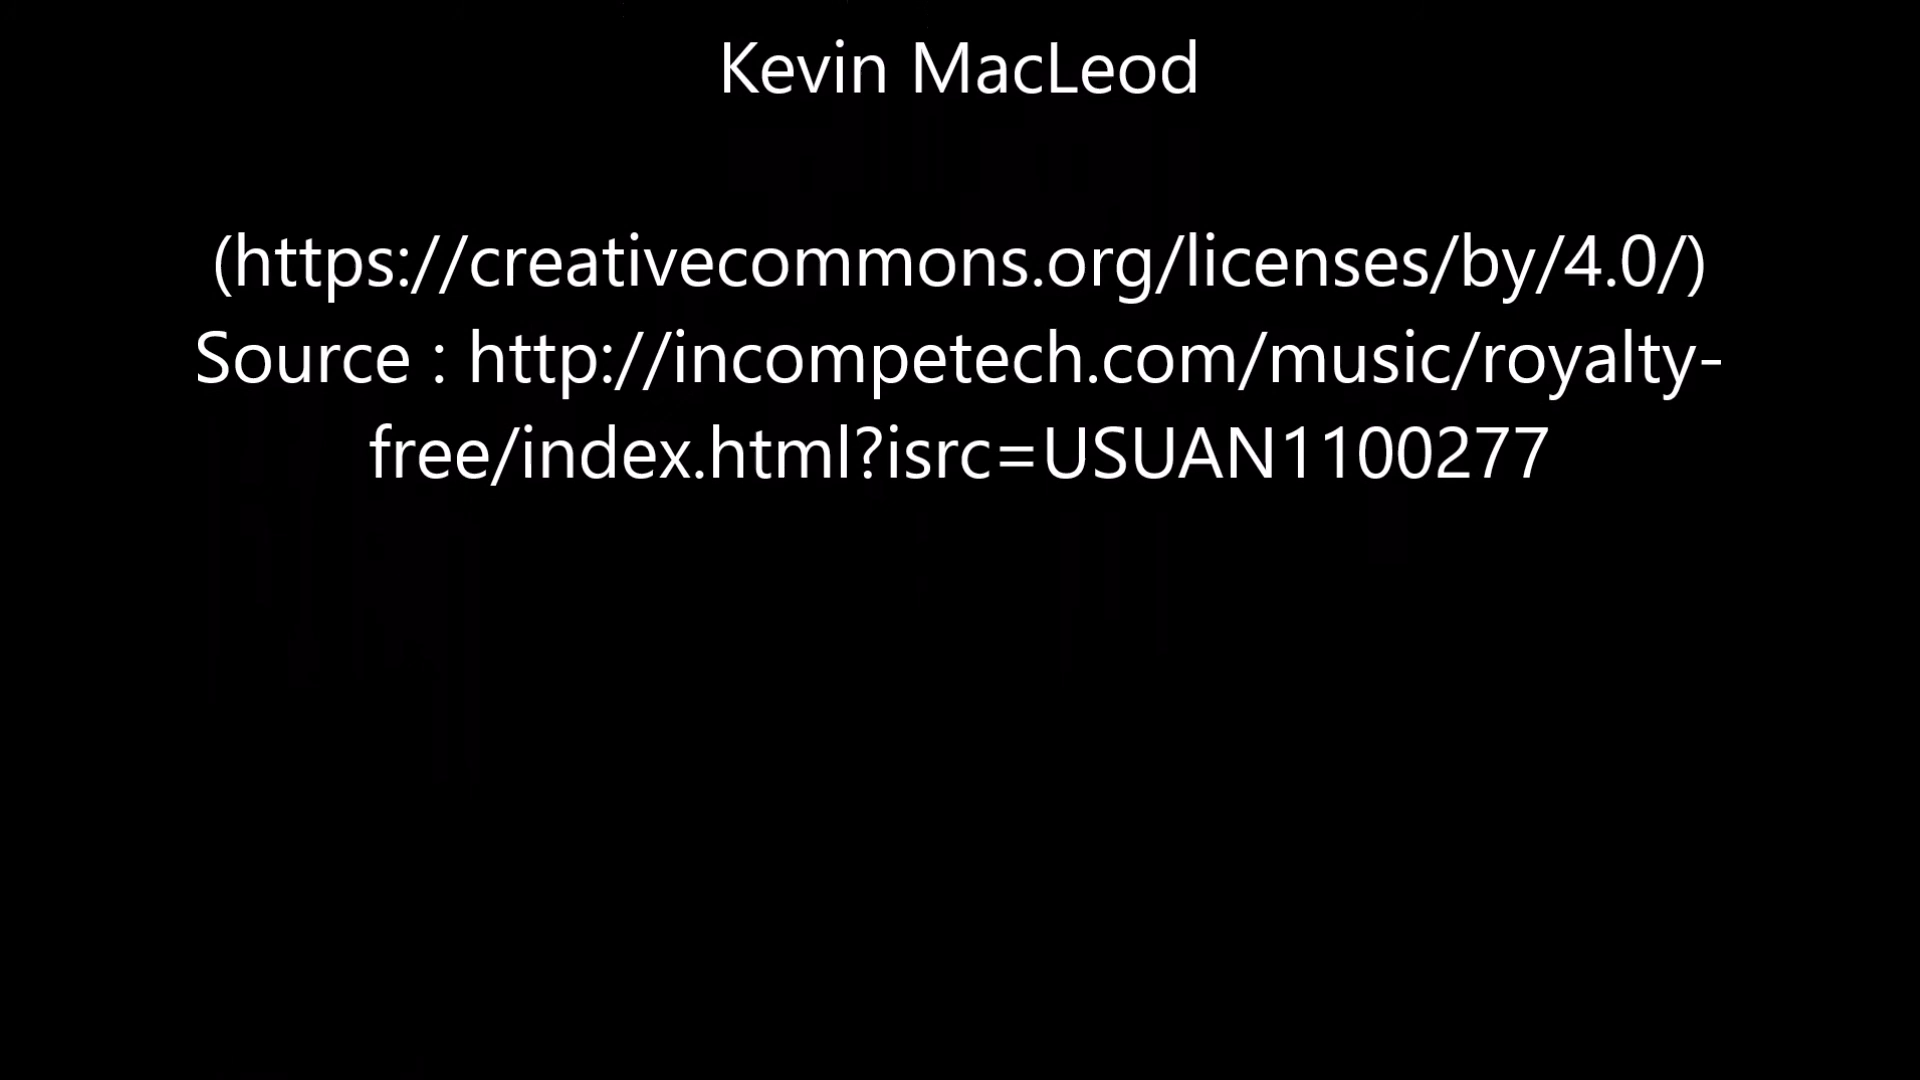 Kevin MacLeod
(https://creativecommons.org/licenses/by/4.0/)
Source : http://incompetech.com/music/royalty-
free/index.html?isrc=USUAN1100277